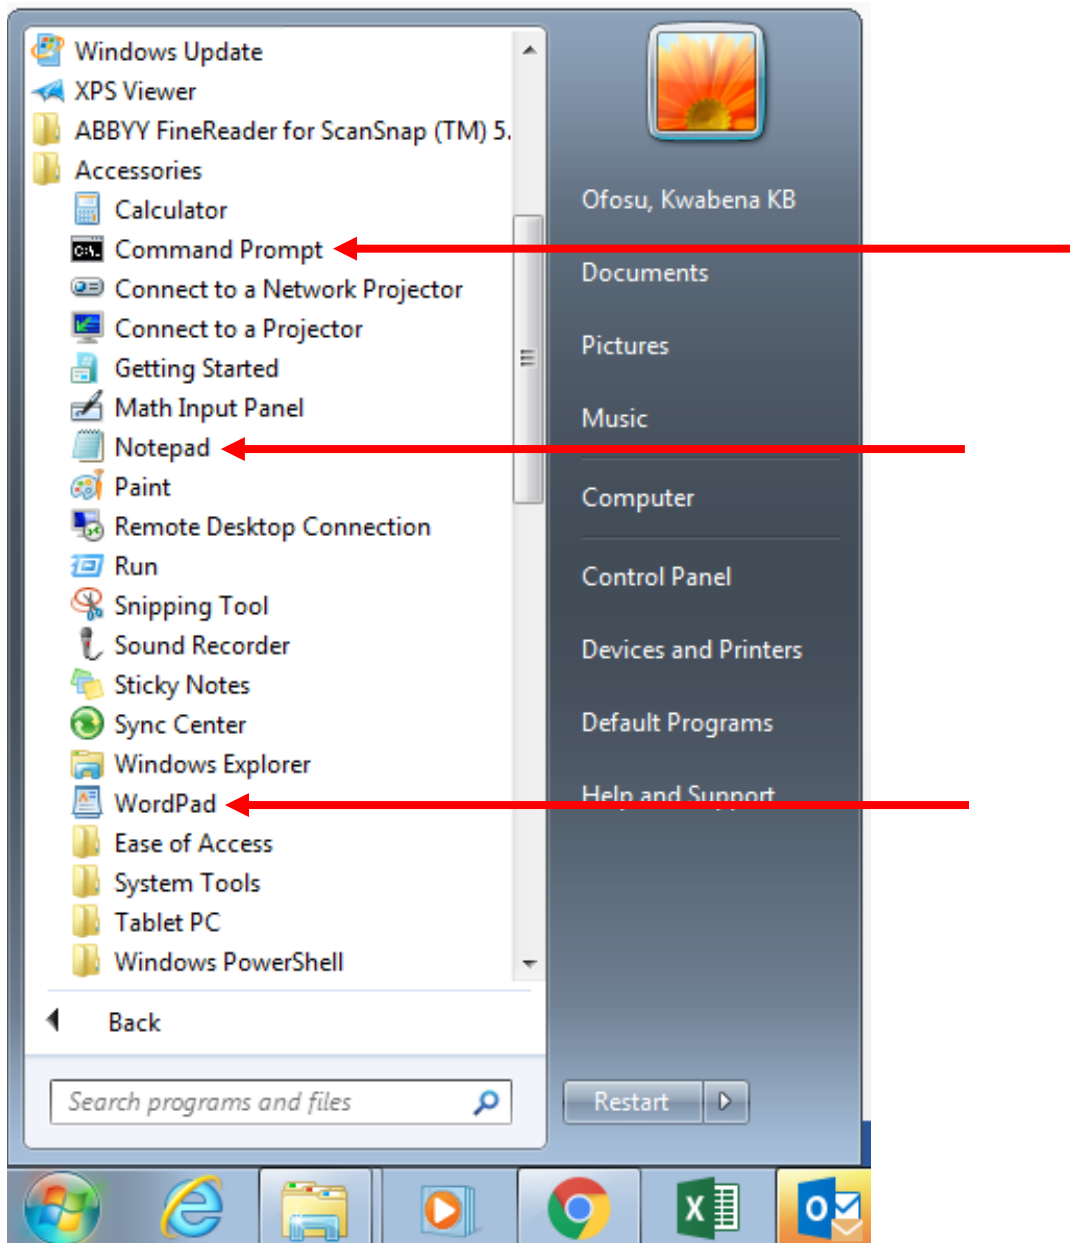 Windows Update
XPS Viewer
ABBYY FineReader for ScanSnap (TM) 5.
Accessories
Calculator
Command Prompt
Connect to a Network Projector
Connect to a Projector
Getting Started
Math Input Panel
Notepad
Paint
Remote Desktop Connection
Run
Snipping Tool
Sound Recorder
Sticky Notes
Sync Center
Windows Explorer
WordPad
Ease of Access
System Tools
Tablet PC
Windows PowerShell
Back
Search programs and files
Ofosu, Kwabena KB
Documents
Pictures
Music
Computer
Control Panel
Devices and Printers
Default Programs
Help and Support
Restart